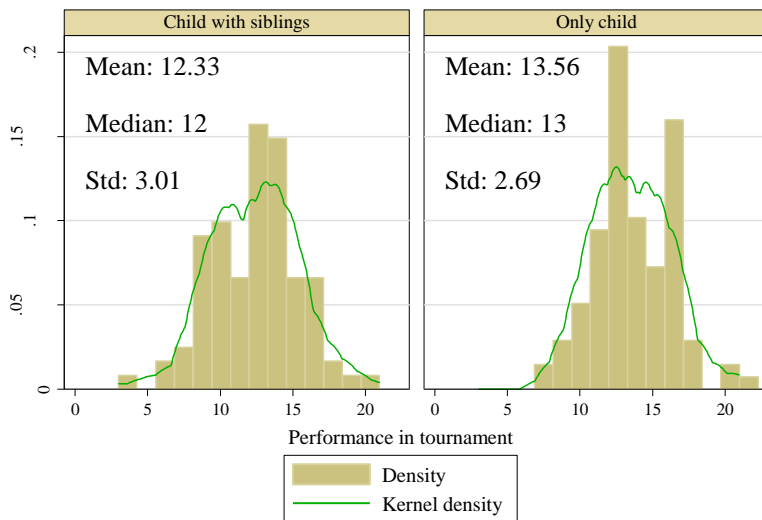 Child with siblings
Only child
Mean: 12.33
Median: 12
Std: 3.01
Mean: 13.56
Median: 13
Std: 2.69
.2
.15
.1
.05
0
0 5 10 15 20
0 5 10 15 20
Performance in tournament
Density
Kernel density